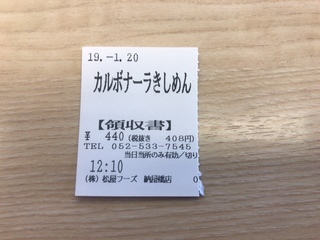 19.-1.20
カルボナーラきしめん
【領収書】
¥ 440 (税抜き 408円)
TEL 052-533-7545
当日当所のみ有効/切り
12:10
(株) 松屋フーズ 納屋橋店 0